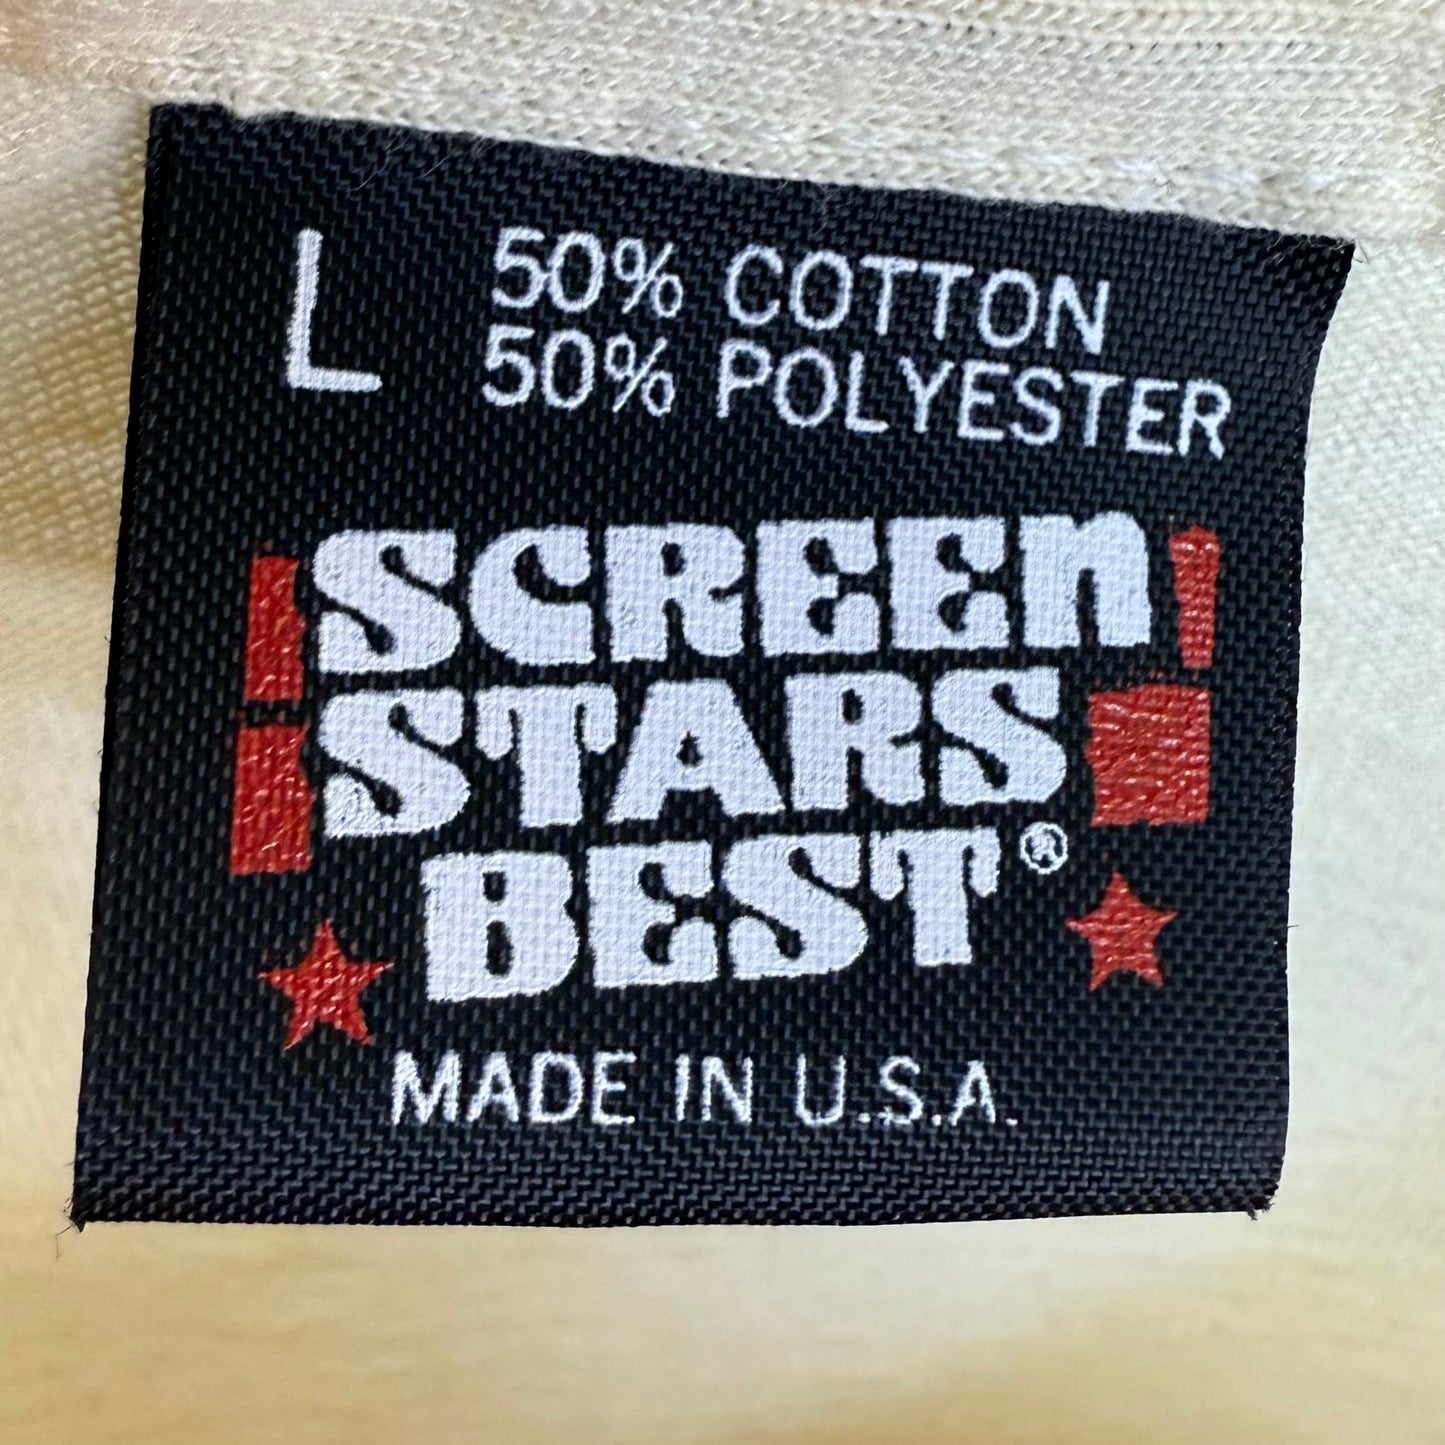 L
50% COTTON
50% POLYESTER
SCREEN
STARS
BEST®
MADE IN U.S.A.